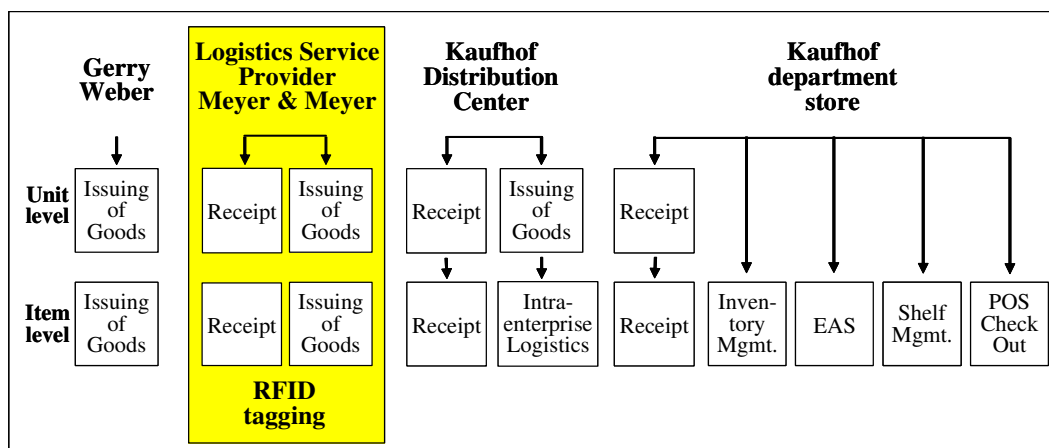 Gerry
Weber
Logistics Service
Provider
Meyer & Meyer
Kaufhof
Distribution
Center
Kaufhof
department
store
Unit
level
Issuing
of
Goods
Receipt
Issuing
of
Goods
Receipt
Issuing
of
Goods
Receipt
Item
level
Issuing
of
Goods
Receipt
Issuing
of
Goods
Receipt
Intra-
enterprise
Logistics
Receipt
Inven-
tory
Mgmt.
EAS
Shelf
Mgmt.
POS
Check
Out
RFID
tagging